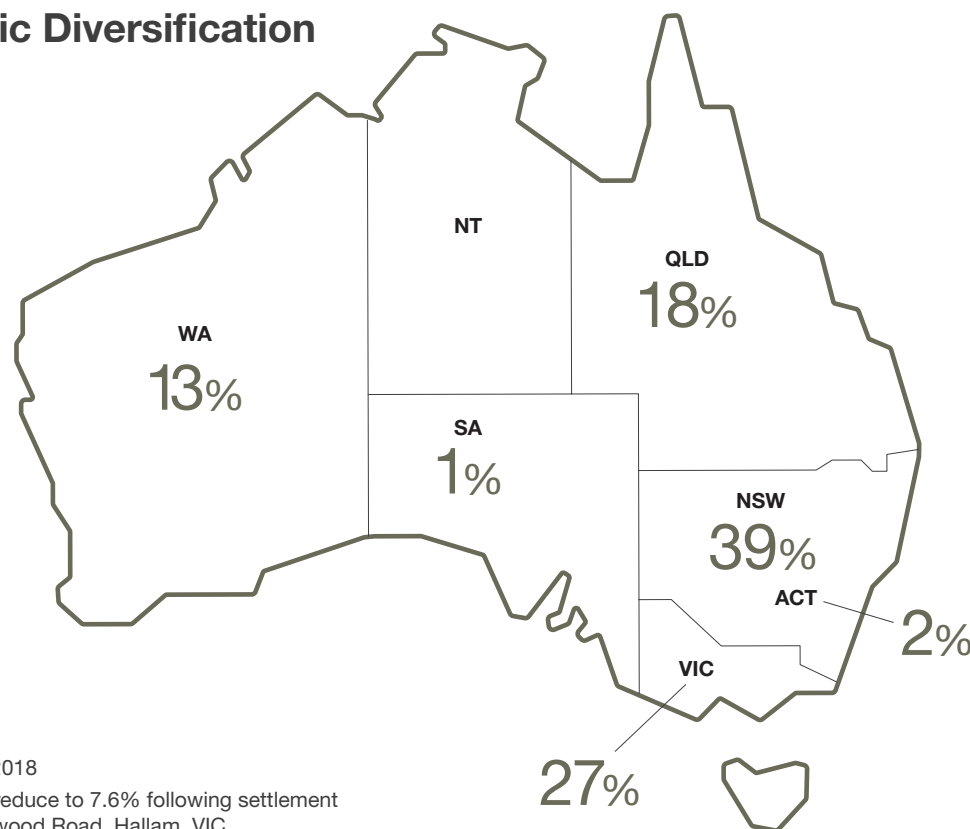 ic Diversification
NT
QLD
18%
WA
13%
SA
1%
NSW
39%
ACT
2%
VIC
27%
2018
reduce to 7.6% following settlement
wood Road, Hallam, VIC